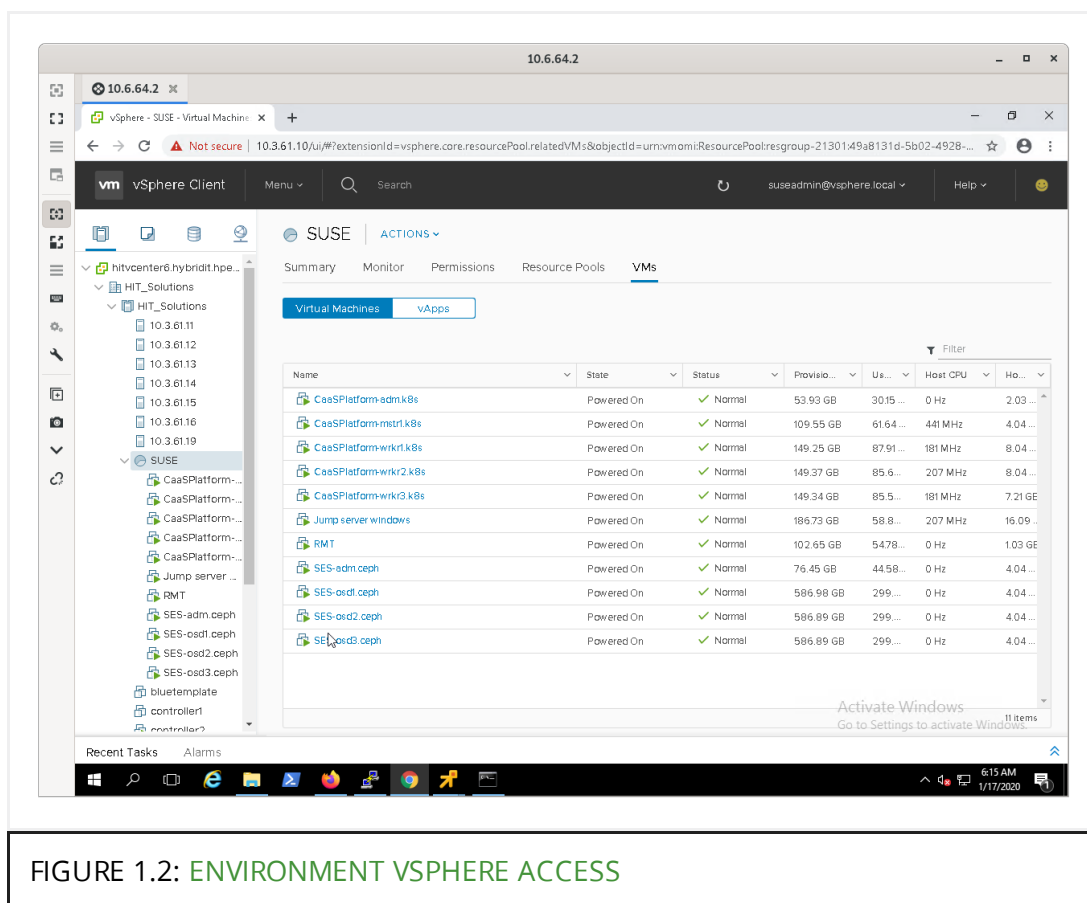 10.6.64.2
10.6.64.2
vSphere - SUSE - Virtual Machine
Not secure 10.3.61.10/ui/#?extensionId=vsphere.core.resourcePool.relatedVMs&objectId=urn:vmomi:ResourcePool:resgroup-21301:49a8131d-5b02-4928-...
vm vSphere Client Menu Search suseadmin@vsphere.local Help
SUSE ACTIONS
Summary Monitor Permissions Resource Pools VMs
Virtual Machines vApps
hitvcenter6.hybridit.hpe...
HIT_Solutions
HIT_Solutions
10.3.61.11
10.3.61.12
10.3.61.13
10.3.61.14
10.3.61.15
10.3.61.16
10.3.61.19
SUSE
CaaSPlatform-...
CaaSPlatform-...
CaaSPlatform-...
CaaSPlatform-...
CaaSPlatform-...
Jump server ...
RMT
SES-adm.ceph
SES-osd1.ceph
SES-osd2.ceph
SES-osd3.ceph
bluetemplate
controller1
controller2
Filter
Name State Status Provisio... Us... Host CPU Ho...
CaaSPlatform-adm.k8s Powered On Normal 53.93 GB 30.15 ... 0 Hz 2.03 ...
CaaSPlatform-mstr1.k8s Powered On Normal 109.55 GB 61.64 ... 441 MHz 4.04 ...
CaaSPlatform-wrkr1.k8s Powered On Normal 149.25 GB 87.91 ... 181 MHz 8.04 ...
CaaSPlatform-wrkr2.k8s Powered On Normal 149.37 GB 85.6... 207 MHz 8.04 ...
CaaSPlatform-wrkr3.k8s Powered On Normal 149.34 GB 85.5... 181 MHz 7.21 GB
Jump server windows Powered On Normal 186.73 GB 58.8... 207 MHz 16.09 ..
RMT Powered On Normal 102.65 GB 54.78... 0 Hz 1.03 GB
SES-adm.ceph Powered On Normal 76.45 GB 44.58... 0 Hz 4.04 ...
SES-osd1.ceph Powered On Normal 586.98 GB 299.... 0 Hz 4.04 ...
SES-osd2.ceph Powered On Normal 586.89 GB 299.... 0 Hz 4.04 ...
SES-osd3.ceph Powered On Normal 586.89 GB 299.... 0 Hz 4.04 ...
Activate Windows
Go to Settings to activate Windows.
11 items
Recent Tasks Alarms
6:15 AM
1/17/2020
1
FIGURE 1.2: ENVIRONMENT VSPHERE ACCESS